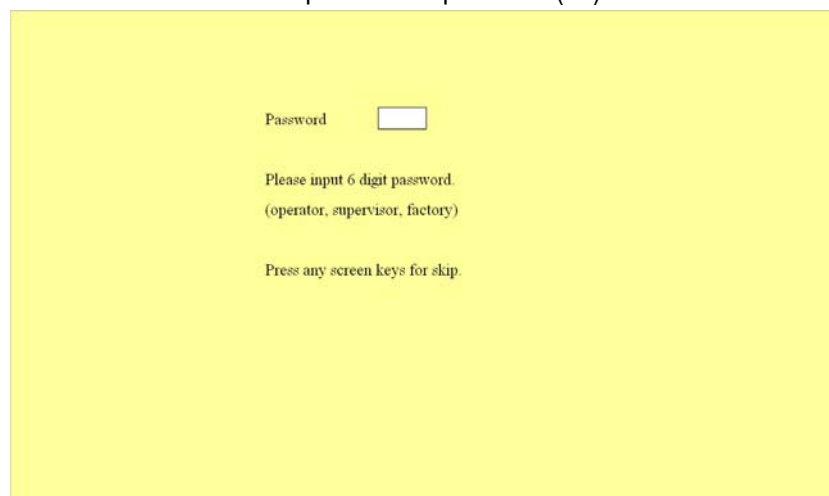 Password
Please input 6 digit password.
(operator, supervisor, factory)
Press any screen keys for skip.